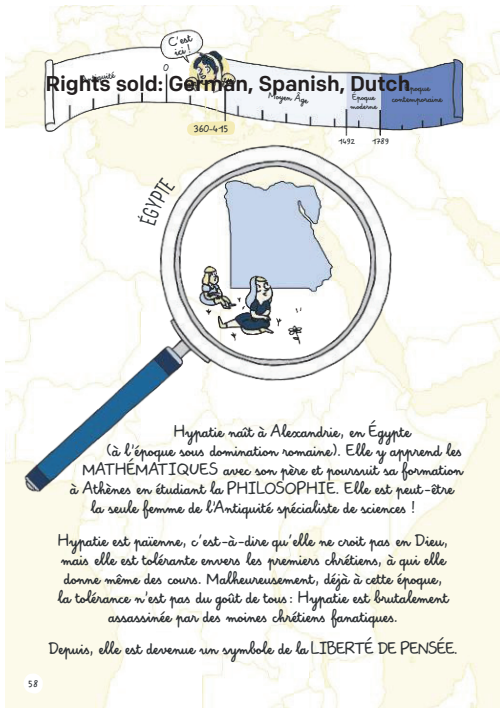 C'est
ici !
Antiquité
0
Rights sold: German, Spanish, Dutch
Moyen Âge
Époque
moderne
Époque
contemporaine
360-415
1492
1789
ÉGYPTE
Hypatie naît à Alexandrie, en Égypte
(à l'époque sous domination romaine). Elle y apprend les
MATHÉMATIQUES avec son père et poursuit sa formation
à Athènes en étudiant la PHILOSOPHIE. Elle est peut-être
la seule femme de l'Antiquité spécialiste de sciences !
Hypatie est païenne, c'est-à-dire qu'elle ne croit pas en Dieu,
mais elle est tolérante envers les premiers chrétiens, à qui elle
donne même des cours. Malheureusement, déjà à cette époque,
la tolérance n'est pas du goût de tous : Hypatie est brutalement
assassinée par des moines chrétiens fanatiques.
Depuis, elle est devenue un symbole de la LIBERTÉ DE PENSÉE.
58